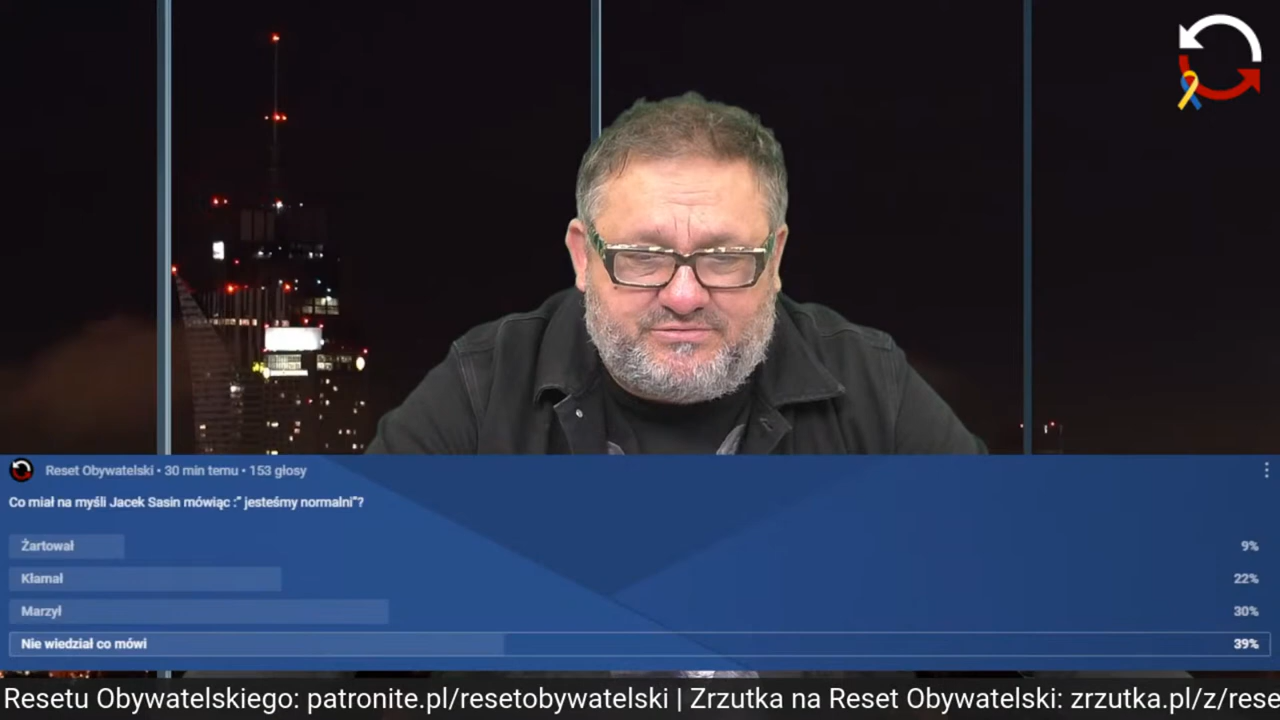 Reset Obywatelski • 30 min temu • 153 głosy
Co miał na myśli Jacek Sasin mówiąc :” jesteśmy normalni”?
Żartował 9%
Kłamał 22%
Marzył 30%
Nie wiedział co mówi 39%
Resetu Obywatelskiego: patronite.pl/resetobywatelski | Zrzutka na Reset Obywatelski: zrzutka.pl/z/rese